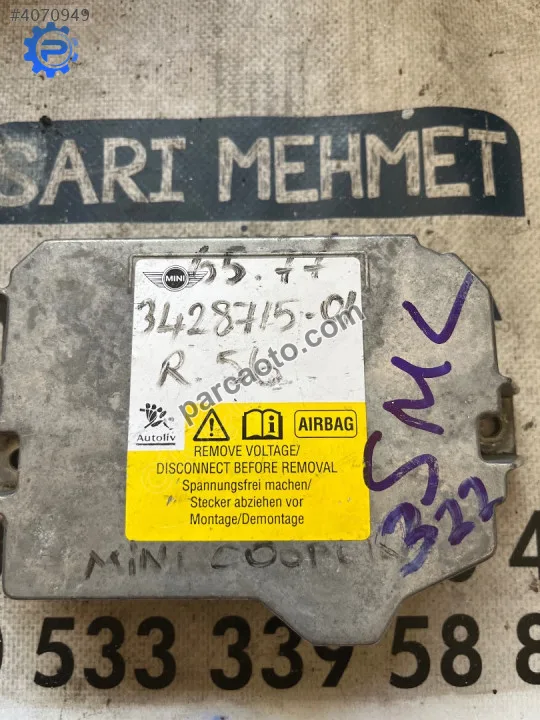 #4070949
P
SARI MEHMET
MINI
65.77
3428715-01
R.56
parcaoto.com
Autoliv
AIRBAG
REMOVE VOLTAGE/
DISCONNECT BEFORE REMOVAL
Spannungsfrei machen/
Stecker abziehen vor
Montage/Demontage
SMC
322
MINI COOPER
533 339 58 8